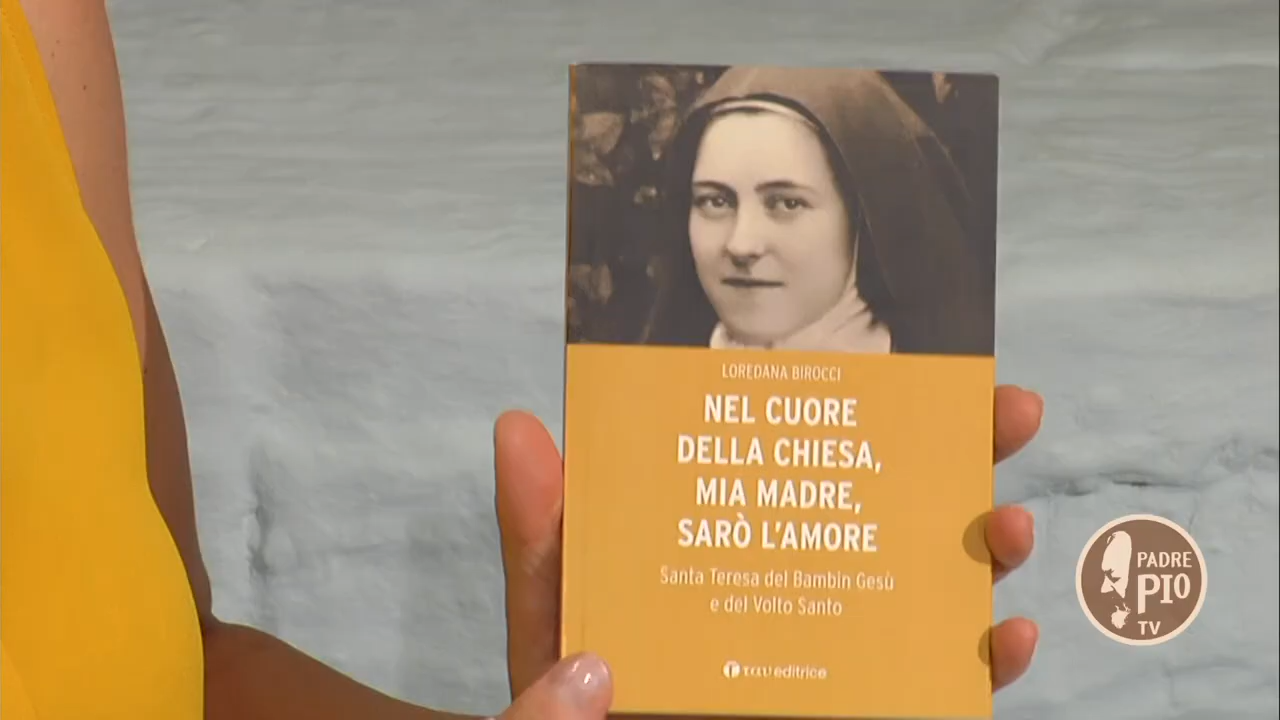 LOREDANA BIROCCI
NEL CUORE
DELLA CHIESA,
MIA MADRE,
SARÒ L'AMORE
Santa Teresa del Bambin Gesù
e del Volto Santo
ταυ editrice
PADRE
PIO
TV